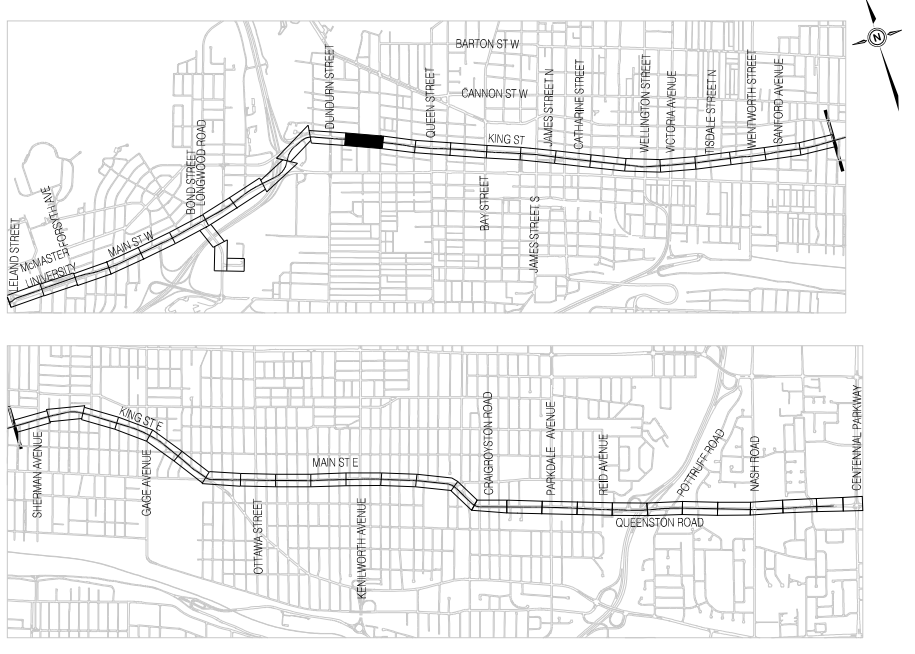 N
BARTON ST W
CANNON ST W
DUNDURN STREET
QUEEN STREET
KING ST
JAMES STREET N
CATHARINE STREET
WELLINGTON STREET
VICTORIA AVENUE
TISDALE STREET N
WENTWORTH STREET
SANFORD AVENUE
BOND STREET
LONGWOOD ROAD
BAY STREET
JAMES STREET S
LELAND STREET
FORSYTH AVE
McMASTER
UNIVERSITY
MAIN ST W
KING ST E
SHERMAN AVENUE
GAGE AVENUE
MAIN ST E
OTTAWA STREET
KENILWORTH AVENUE
CRAIGROYSTON ROAD
PARKDALE AVENUE
REID AVENUE
POTTRUFF ROAD
NASH ROAD
CENTENNIAL PARKWAY
QUEENSTON ROAD